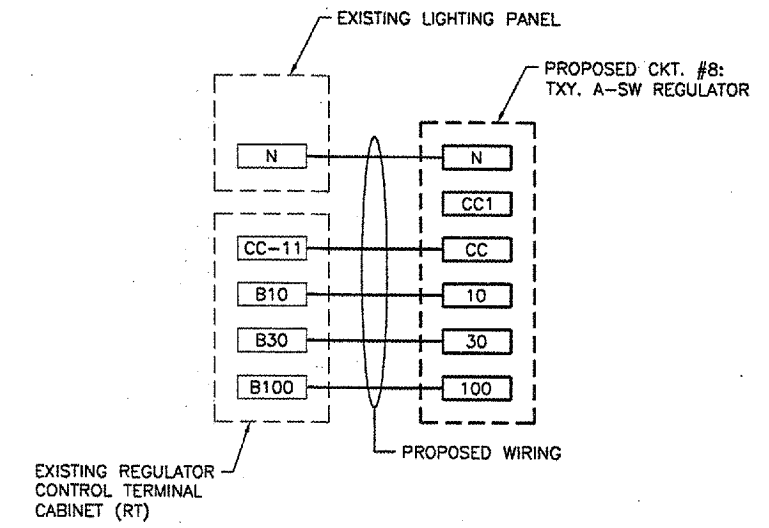 EXISTING LIGHTING PANEL
PROPOSED CKT. #8:
TXY. A-SW REGULATOR
N
N
CC1
CC-11
CC
B10
10
B30
30
B100
100
PROPOSED WIRING
EXISTING REGULATOR
CONTROL TERMINAL
CABINET (RT)